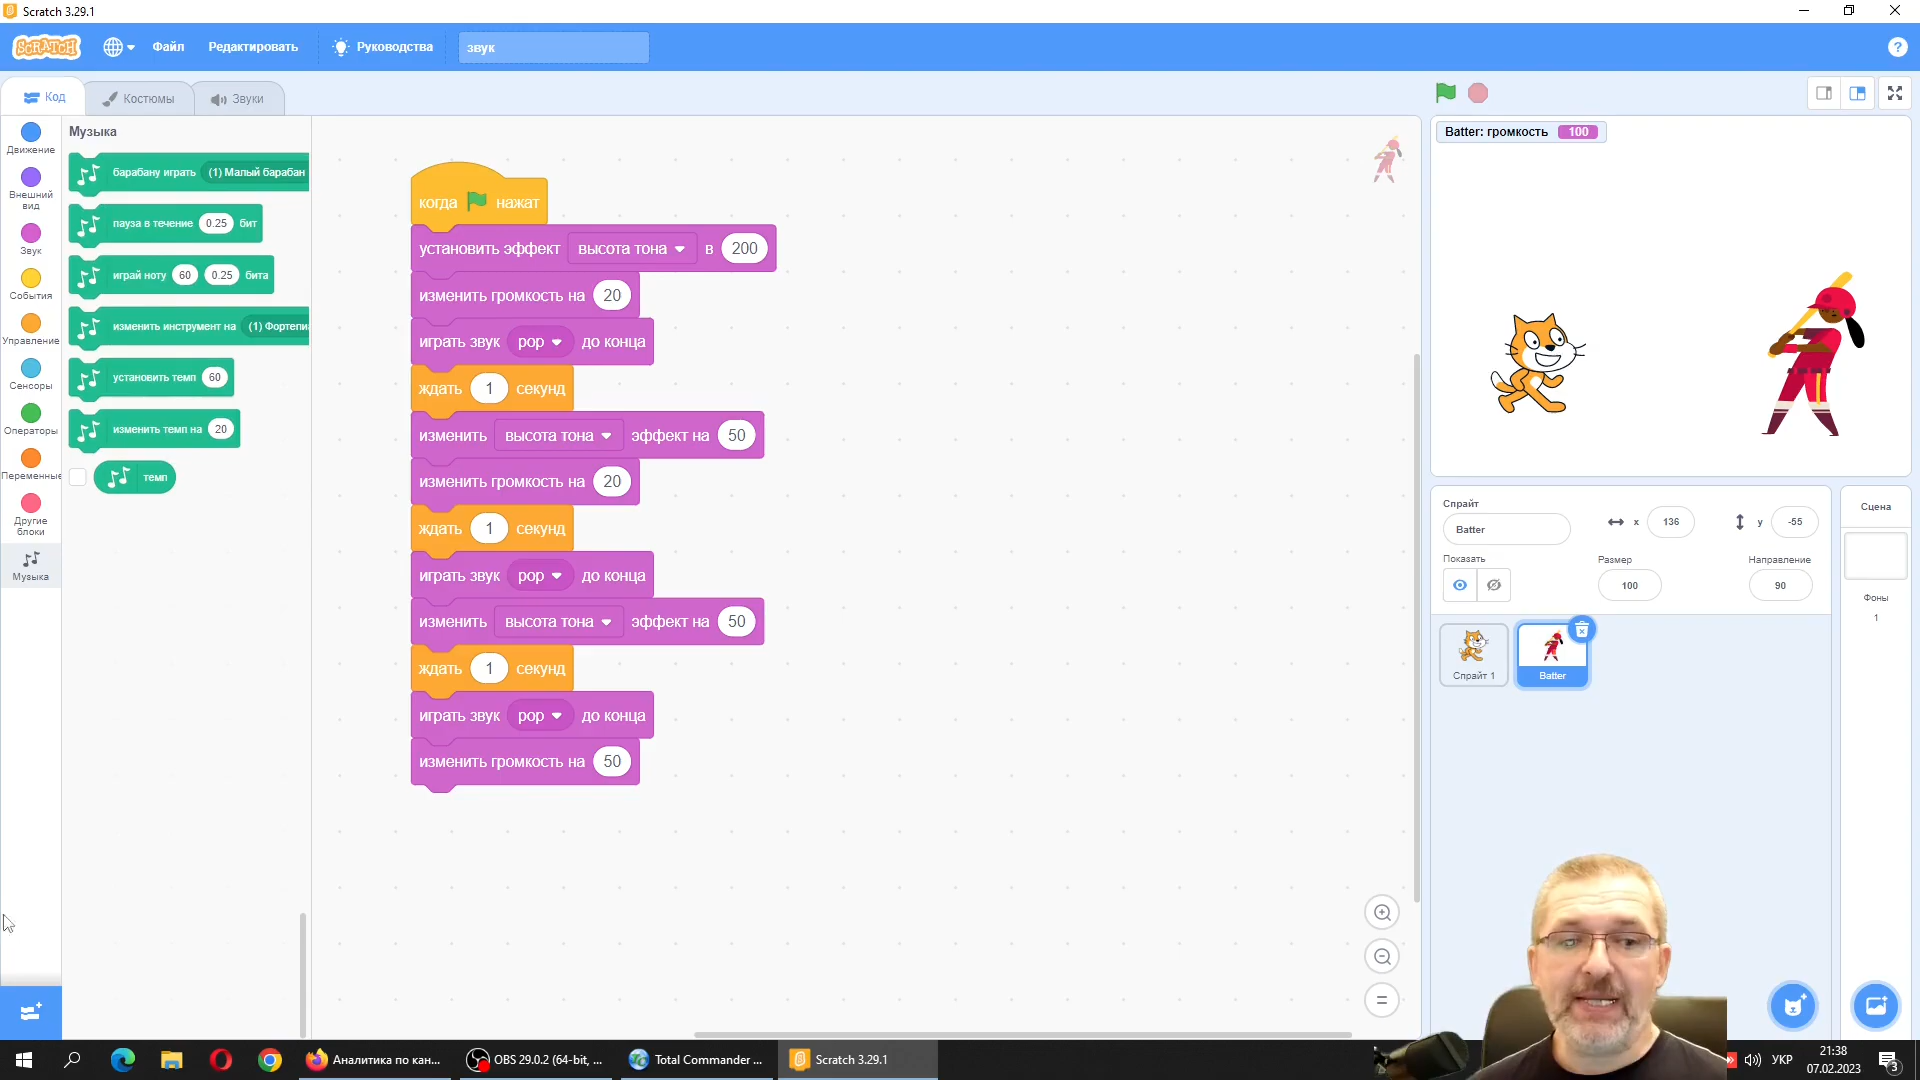 Scratch 3.29.1
SCRATCH
Файл
Редактировать
Руководства
звук
?
Код
Костюмы
Звуки
Движение
Внешний
вид
Звук
События
Управление
Сенсоры
Операторы
Переменные
Другие
блоки
Музыка
Музыка
барабану играть (1) Малый барабан
пауза в течение 0.25 бит
играй ноту 60 0.25 бита
изменить инструмент на (1) Фортепиа
установить темп 60
изменить темп на 20
темп
когда нажат
установить эффект высота тона в 200
изменить громкость на 20
играть звук pop до конца
ждать 1 секунд
изменить высота тона эффект на 50
изменить громкость на 20
ждать 1 секунд
играть звук pop до конца
изменить высота тона эффект на 50
ждать 1 секунд
играть звук pop до конца
изменить громкость на 50
Batter: громкость 100
Спрайт
Batter
x 136
y -55
Показать
Размер
100
Направление
90
Спрайт 1
Batter
Сцена
Фоны
1
Аналитика по кан...
OBS 29.0.2 (64-bit, ...
Total Commander ...
Scratch 3.29.1
УКР
21:38
07.02.2023
3